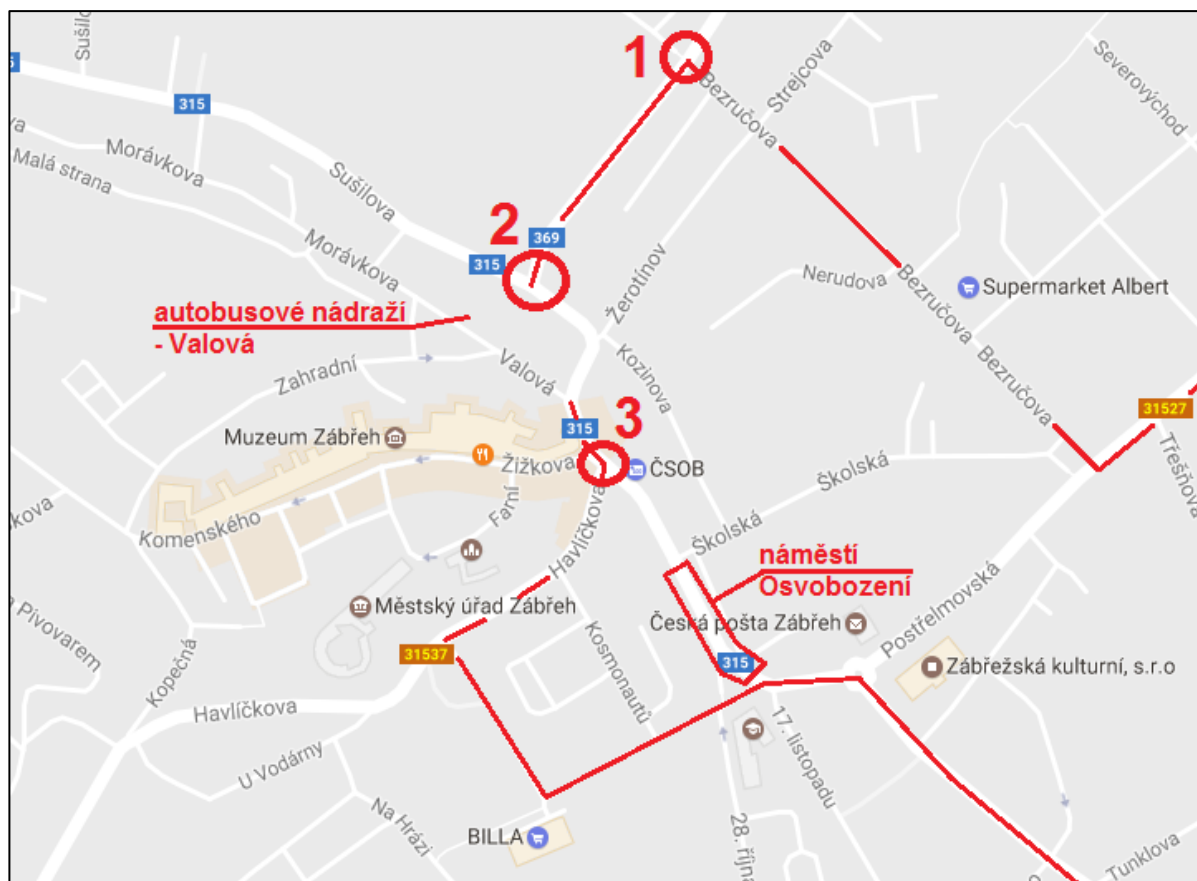 Sušil
1
Bezručova
Strejcova
Severovýchod
315
Morávkova
Malá strana
Sušilova
2
369
315
Morávkova
Žerotínov
Nerudova
Bezručova
Supermarket Albert
autobusové nádraží
- Valová
Kozinova
Valová
Zahradní
Bezručova
31527
3
315
Muzeum Zábřeh
Žižkova
ČSOB
Školská
Třešňova
Farní
Komenského
Havlíčkova
Školská
náměstí
Osvobození
Městský úřad Zábřeh
Česká pošta Zábřeh
Postřelmovská
Pivovarem
Kopečná
31537
Kosmonautů
315
Zábřežská kulturní, s.r.o
Havlíčkova
17. listopadu
U Vodárny
Na Hrázi
BILLA
28. října
Tunklova